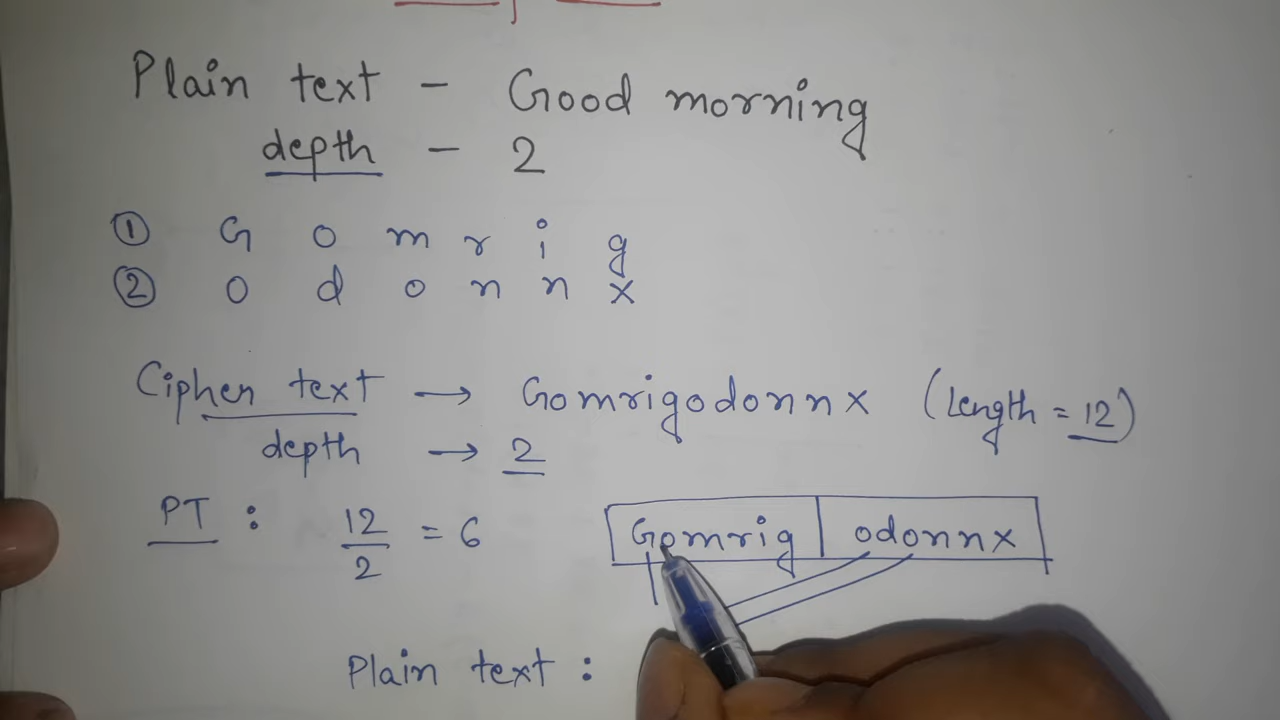 Plain text - Good morning
depth - 2
① G o m r i g
② o d o n n x
Cipher text → Gomrigodonnx (length = 12)
depth → 2
PT : 12/2 = 6 Gomrig odonnx
Plain text :